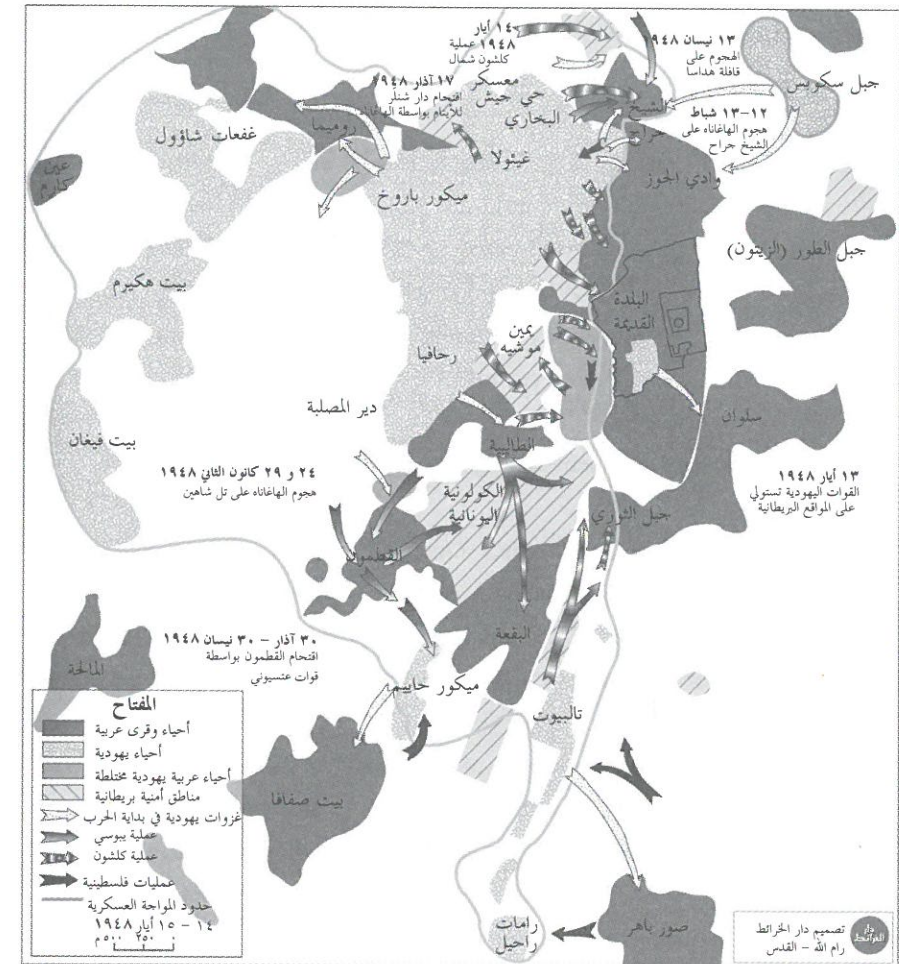 ١٤ أيار
١٩٤٨ عملية
كلشون شمال
١٣ نيسان ١٩٤٨
الهجوم على
قافلة هداسا
جبل سكوبس
معسكر
حي جيش
البخاري
١٧ آذار ١٩٤٨
اقتحام دار شنلر
للأيتام بواسطة الهاغاناه
الشيخ
جراح
١٢-١٣ شباط
هجوم الهاغاناه على
الشيخ جراح
روميما
غفعات شاؤول
غيئولا
وادي الجوز
عين
كارم
ميكور باروخ
جبل الطور (الزيتون)
بيت هكيرم
البلدة
القديمة
يمين
موشيه
رحافيا
دير المصلبة
سلوان
بيت فيغان
الطالبية
٢٤ و ٢٩ كانون الثاني ١٩٤٨
هجوم الهاغاناه على تل شاهين
الكولونية
اليونانية
١٣ أيار ١٩٤٨
القوات اليهودية تستولي
على المواقع البريطانية
جبل الثوري
القطمون
٣٠ آذار - ٣٠ نيسان ١٩٤٨
اقتحام القطمون بواسطة
قوات عتسيوني
البقعة
المالحة
ميكور حاييم
تالبيوت
بيت صفافا
المفتاح
أحياء وقرى عربية
أحياء يهودية
أحياء عربية يهودية مختلطة
مناطق أمنية بريطانية
غزوات يهودية في بداية الحرب
عملية يبوسي
عملية كلشون
عمليات فلسطينية
حدود المواجة العسكرية
١٤ - ١٥ أيار ١٩٤٨
٢٥٠ ٥٠٠م
رامات
راحيل
صور باهر
دار
الخرائط
تصميم دار الخرائط
رام الله - القدس